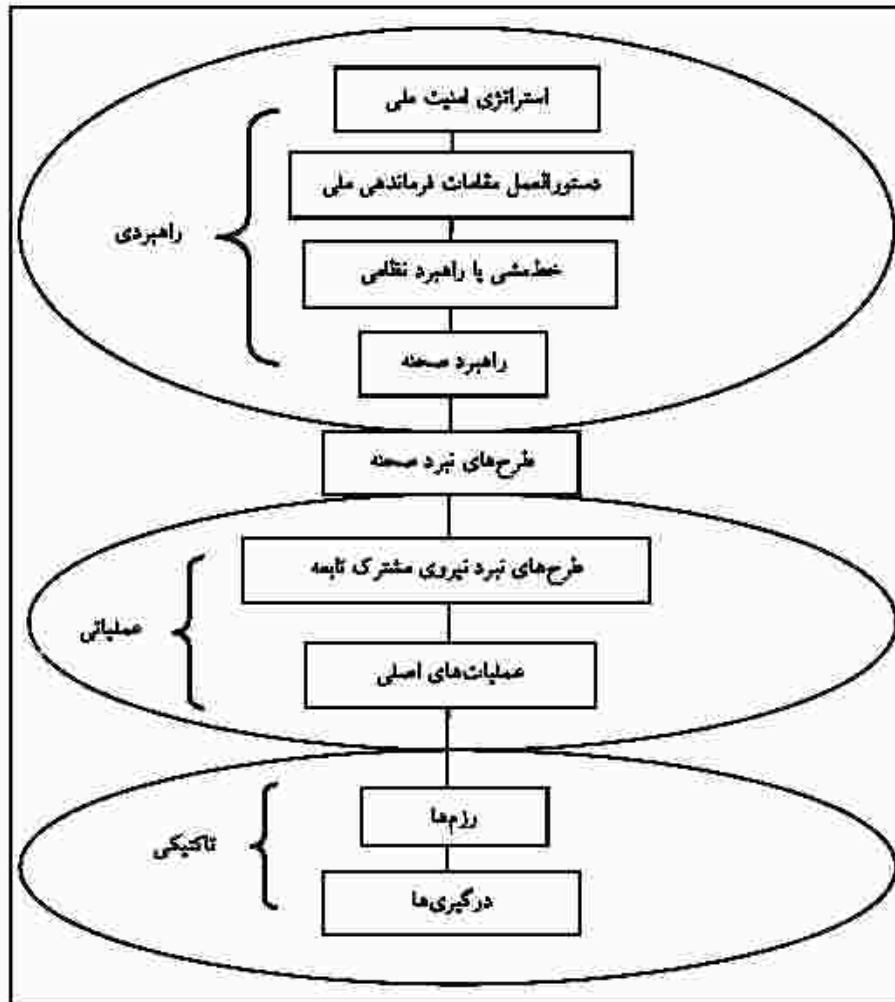 استراتژی امنیت ملی
دستورالعمل مقامات فرماندهی ملی
راهبردی
خط‌مشی یا راهبرد نظامی
راهبرد صحنه
طرح‌های نبرد صحنه
طرح‌های نبرد نیروی مشترک تابعه
عملیاتی
عملیات‌های اصلی
رزم‌ها
تاکتیکی
درگیری‌ها